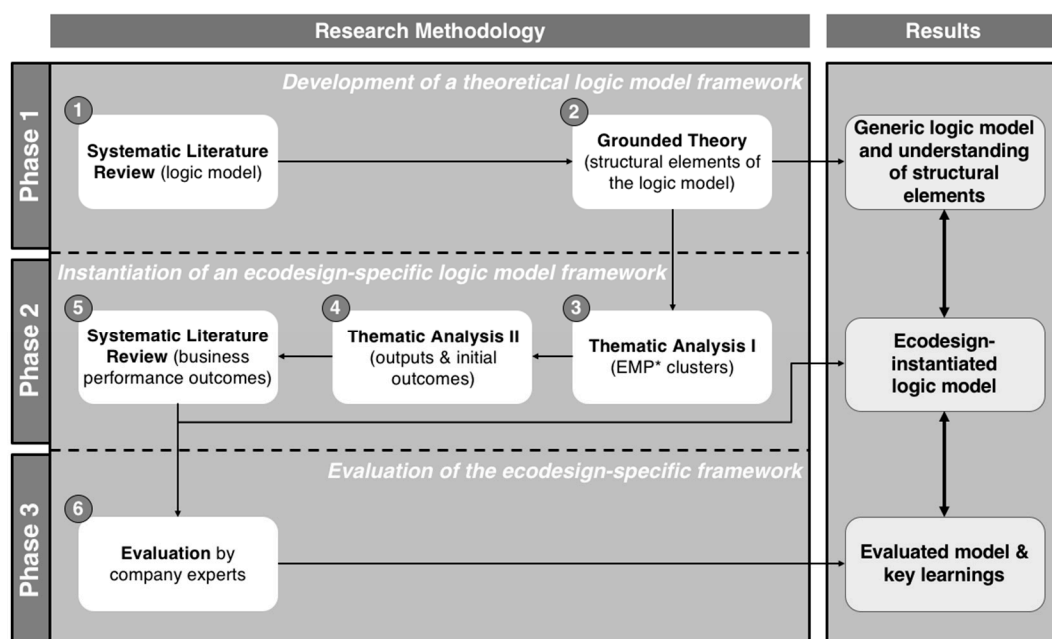 Research Methodology
Results
Phase 1
Development of a theoretical logic model framework
1
Systematic Literature
Review (logic model)
2
Grounded Theory
(structural elements of
the logic model)
Generic logic model
and understanding
of structural
elements
Phase 2
Instantiation of an ecodesign-specific logic model framework
5
Systematic Literature
Review (business
performance outcomes)
4
Thematic Analysis II
(outputs & initial
outcomes)
3
Thematic Analysis I
(EMP* clusters)
Ecodesign-
instantiated
logic model
Phase 3
Evaluation of the ecodesign-specific framework
6
Evaluation by
company experts
Evaluated model &
key learnings